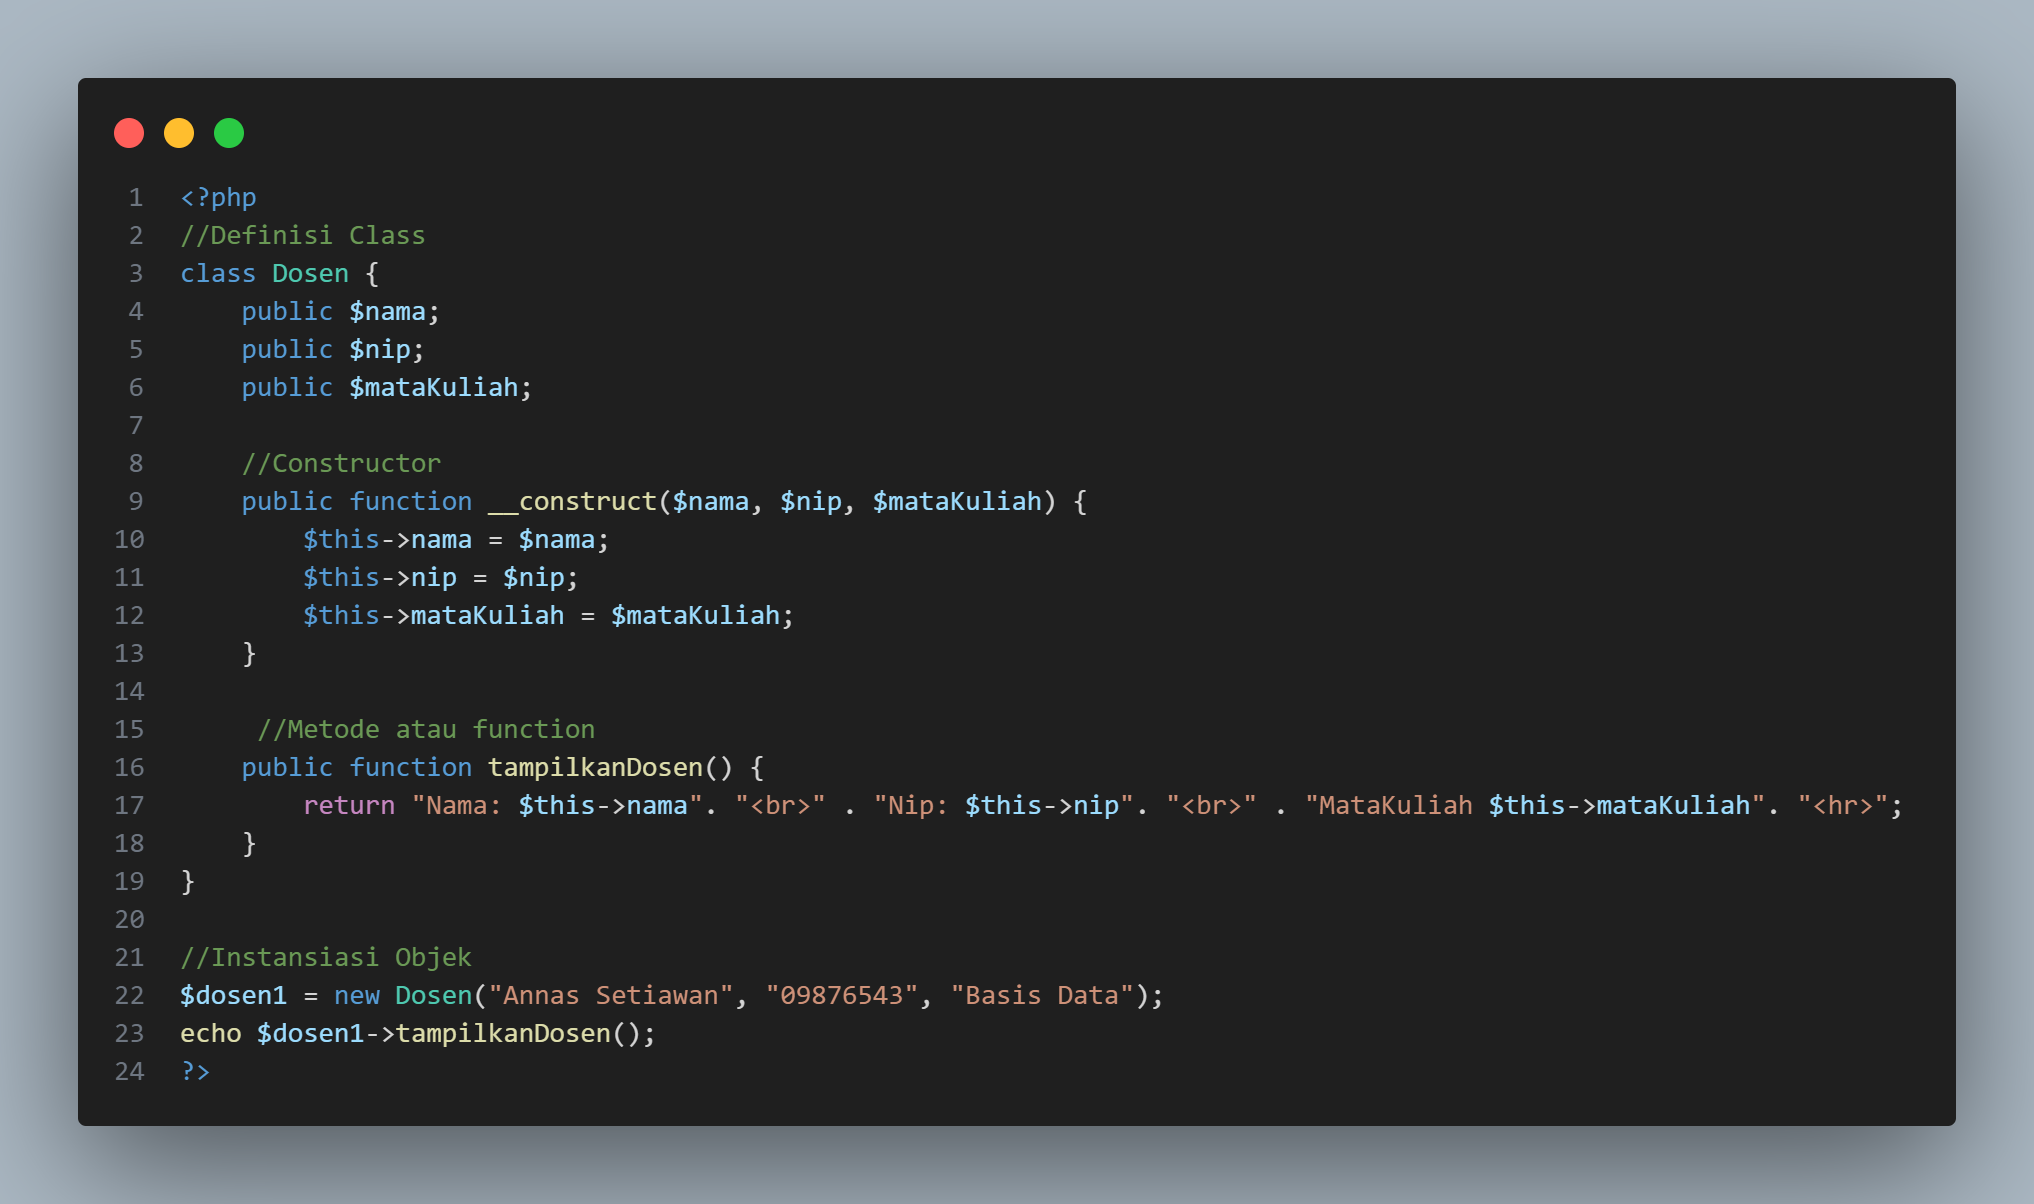 1 <?php
2 //Definisi Class
3 class Dosen {
4     public $nama;
5     public $nip;
6     public $mataKuliah;
7
8     //Constructor
9     public function __construct($nama, $nip, $mataKuliah) {
10         $this->nama = $nama;
11         $this->nip = $nip;
12         $this->mataKuliah = $mataKuliah;
13     }
14
15      //Metode atau function
16     public function tampilkanDosen() {
17         return "Nama: $this->nama". "<br>" . "Nip: $this->nip". "<br>" . "MataKuliah $this->mataKuliah". "<hr>";
18     }
19 }
20
21 //Instansiasi Objek
22 $dosen1 = new Dosen("Annas Setiawan", "09876543", "Basis Data");
23 echo $dosen1->tampilkanDosen();
24 ?>